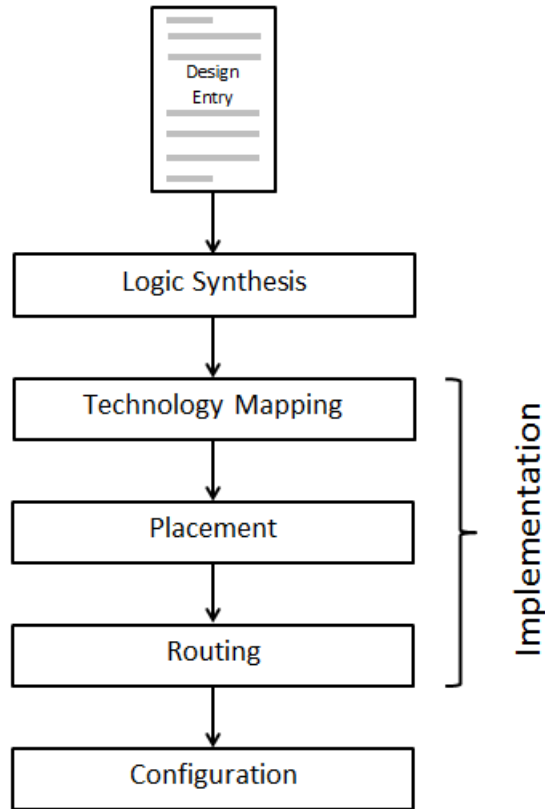 Design
Entry
Logic Synthesis
Technology Mapping
Placement
Routing
Configuration
Implementation